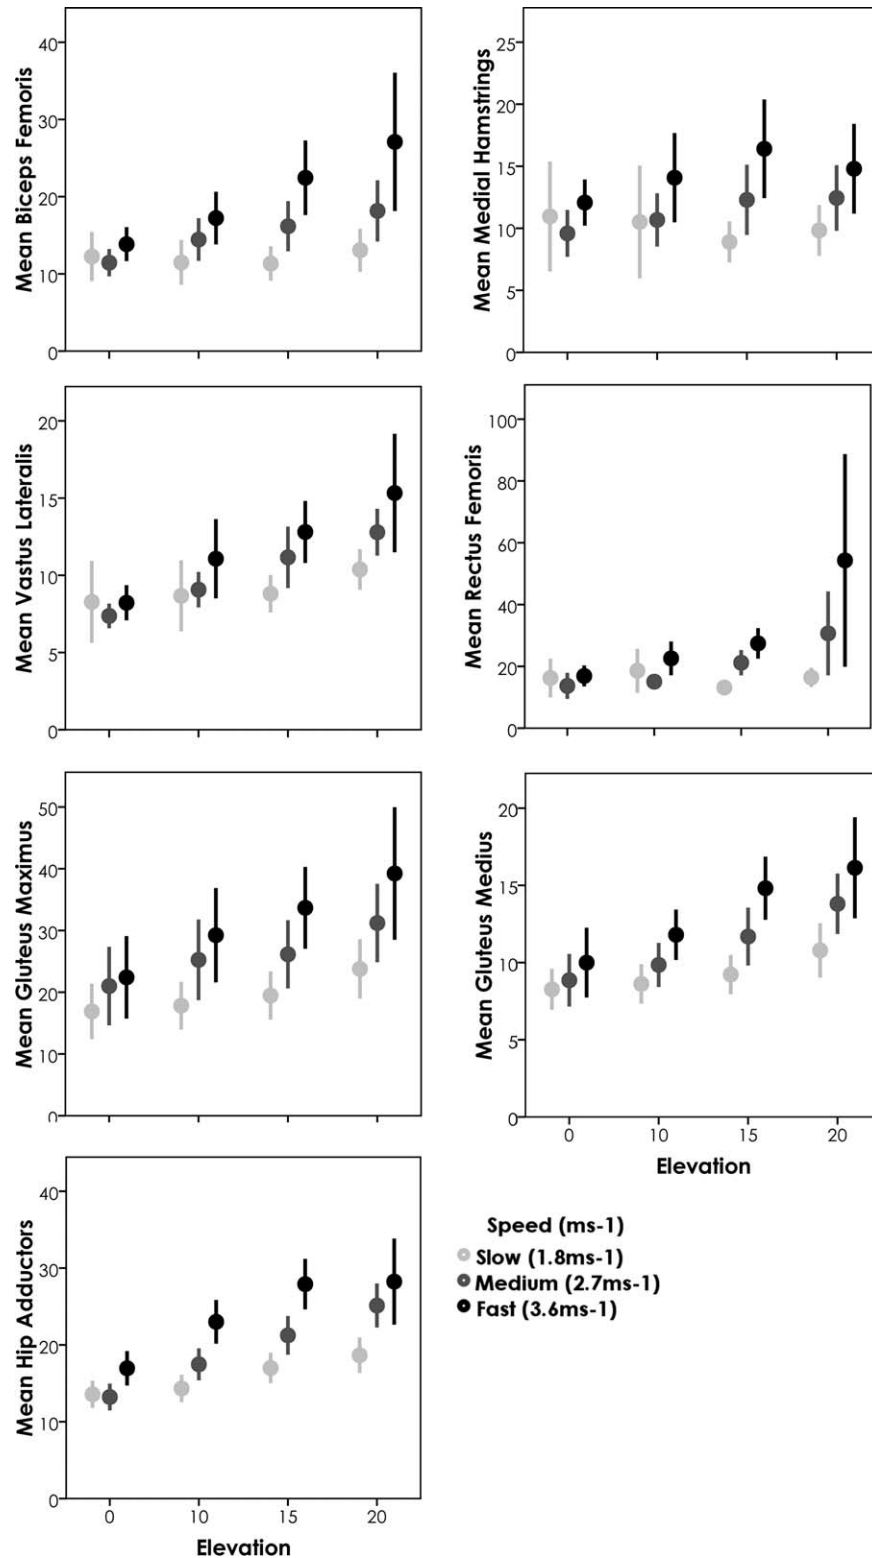 Mean Biceps Femoris
40
30
20
10
0
Mean Medial Hamstrings
25
20
15
10
5
0
Mean Vastus Lateralis
20
15
10
5
0
Mean Rectus Femoris
100
80
60
40
20
0
Mean Gluteus Maximus
50
40
30
20
10
0
Mean Gluteus Medius
20
15
10
5
0
0 10 15 20
Elevation
Mean Hip Adductors
40
30
20
10
0
0 10 15 20
Elevation
Speed (ms-1)
Slow (1.8ms-1)
Medium (2.7ms-1)
Fast (3.6ms-1)